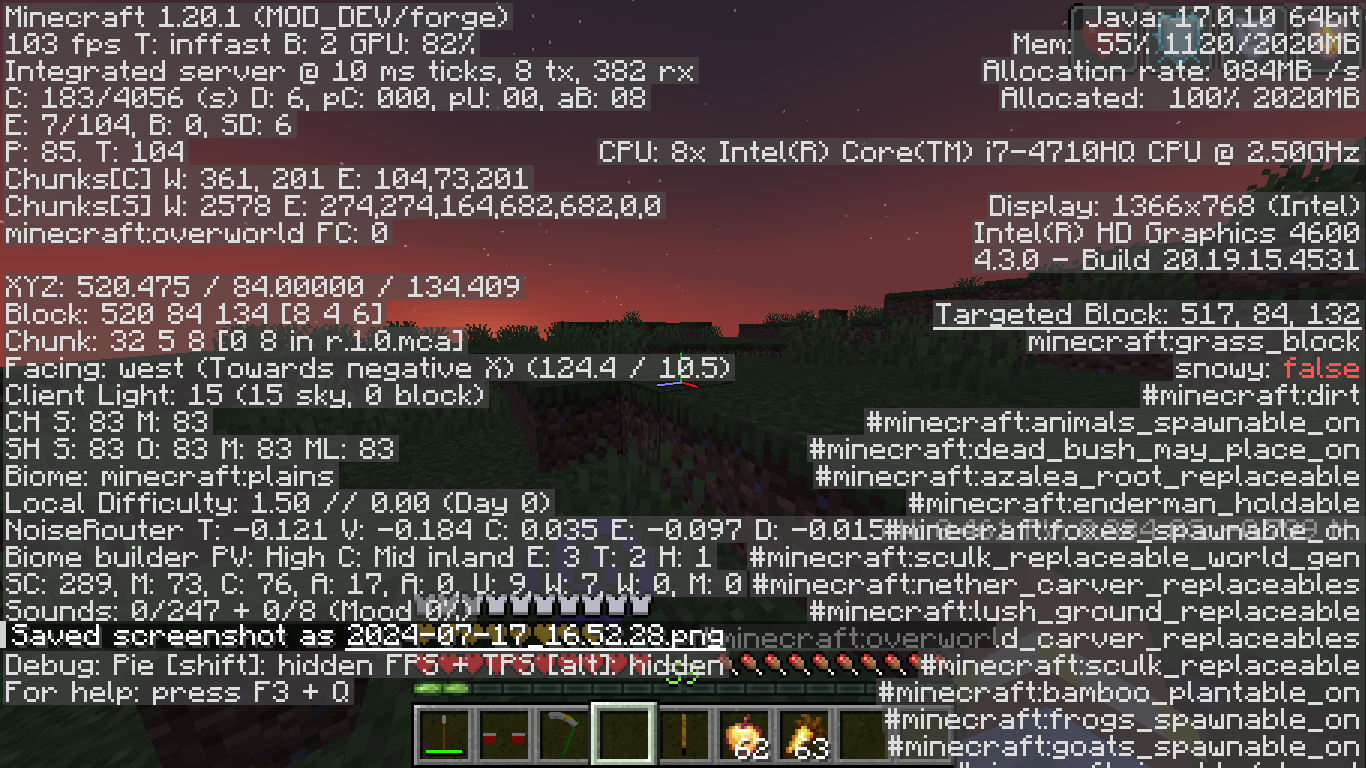 Minecraft 1.20.1 (MOD_DEV/forge)
103 fps T: inffast B: 2 GPU: 82%
Integrated server @ 10 ms ticks, 8 tx, 382 rx
C: 183/4056 (s) D: 6, pC: 000, pU: 00, aB: 08
E: 7/104, B: 0, SD: 6
P: 85. T: 104
Chunks[C] W: 361, 201 E: 104,73,201
Chunks[S] W: 2578 E: 274,274,164,682,682,0,0
minecraft:overworld FC: 0
XYZ: 520.475 / 84.00000 / 134.409
Block: 520 84 134 [8 4 6]
Chunk: 32 5 8 [0 8 in r.1.0.mca]
acing: west (Towards negative X) (124.4 / 10.5)
Client Light: 15 (15 sky, 0 block)
CH S: 83 M: 83
SH S: 83 O: 83 M: 83 ML: 83
Biome: minecraft:plains
Local Difficulty: 1.50 // 0.00 (Day 0)
NoiseRouter T: -0.121 V: -0.184 C: 0.035 E: -0.097 D: -0.015
Biome builder PV: High C: Mid inland E: 3 T: 2 H: 1
SC: 289, M: 73, C: 76, A: 17, A: 0, U: 9, W: 7, W: 0, M: 0
Sounds: 0/247 + 0/8 (Mood
Saved screenshot as 2024-07-17_16.52.28.png
Debug: Pie [shift]: hidden FPS + TPS [alt]: hidden
For help: press F3 + Q
Java: 17.0.10 64bit
Mem: 55% 1120/2020MB
Allocation rate: 084MB /s
Allocated: 100% 2020MB
CPU: 8x Intel(R) Core(TM) i7-4710HQ CPU @ 2.50GHz
Display: 1366x768 (Intel)
Intel(R) HD Graphics 4600
4.3.0 - Build 20.19.15.4531
Targeted Block: 517, 84, 132
minecraft:grass_block
snowy: false
#minecraft:dirt
#minecraft:animals_spawnable_on
#minecraft:dead_bush_may_place_on
#minecraft:azalea_root_replaceable
#minecraft:enderman_holdable
#minecraft:foxes_spawnable_on
#minecraft:sculk_replaceable_world_gen
#minecraft:nether_carver_replaceables
#minecraft:lush_ground_replaceable
#minecraft:overworld_carver_replaceables
#minecraft:sculk_replaceable
#minecraft:bamboo_plantable_on
#minecraft:frogs_spawnable_on
#minecraft:goats_spawnable_on
62
63